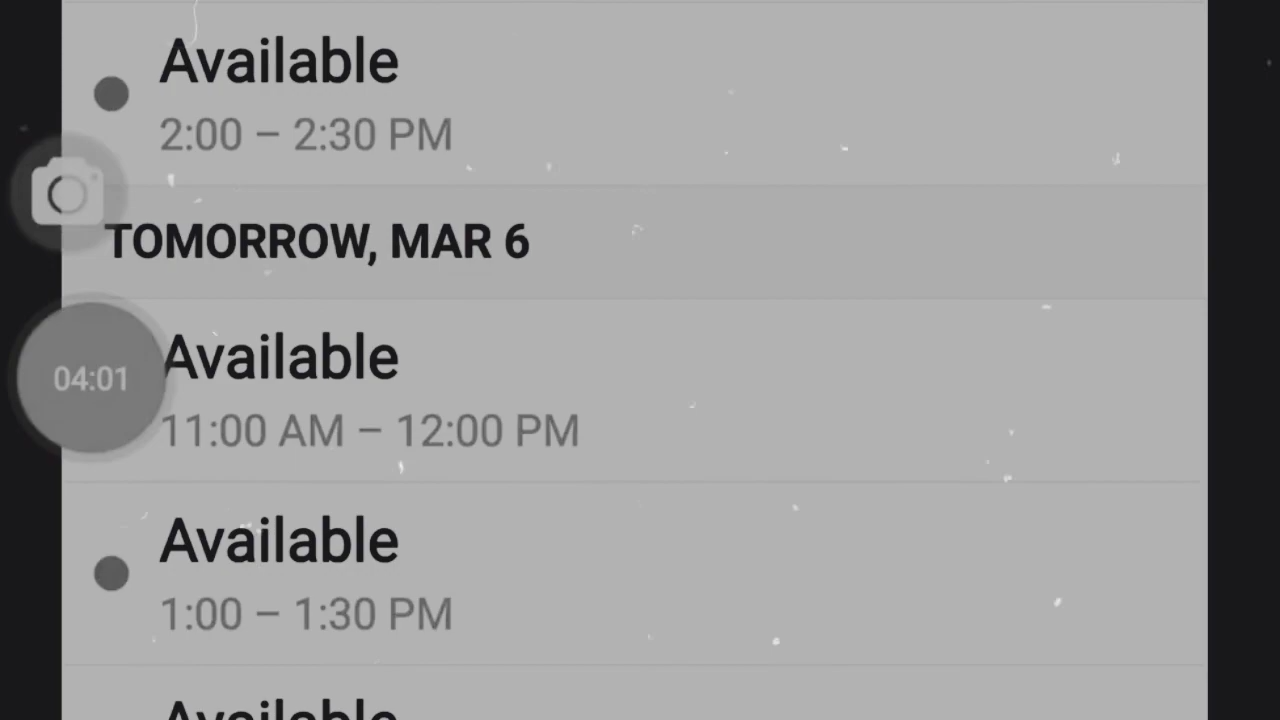 Available
2:00 – 2:30 PM
TOMORROW, MAR 6
Available
04:01
11:00 AM – 12:00 PM
Available
1:00 – 1:30 PM
Available